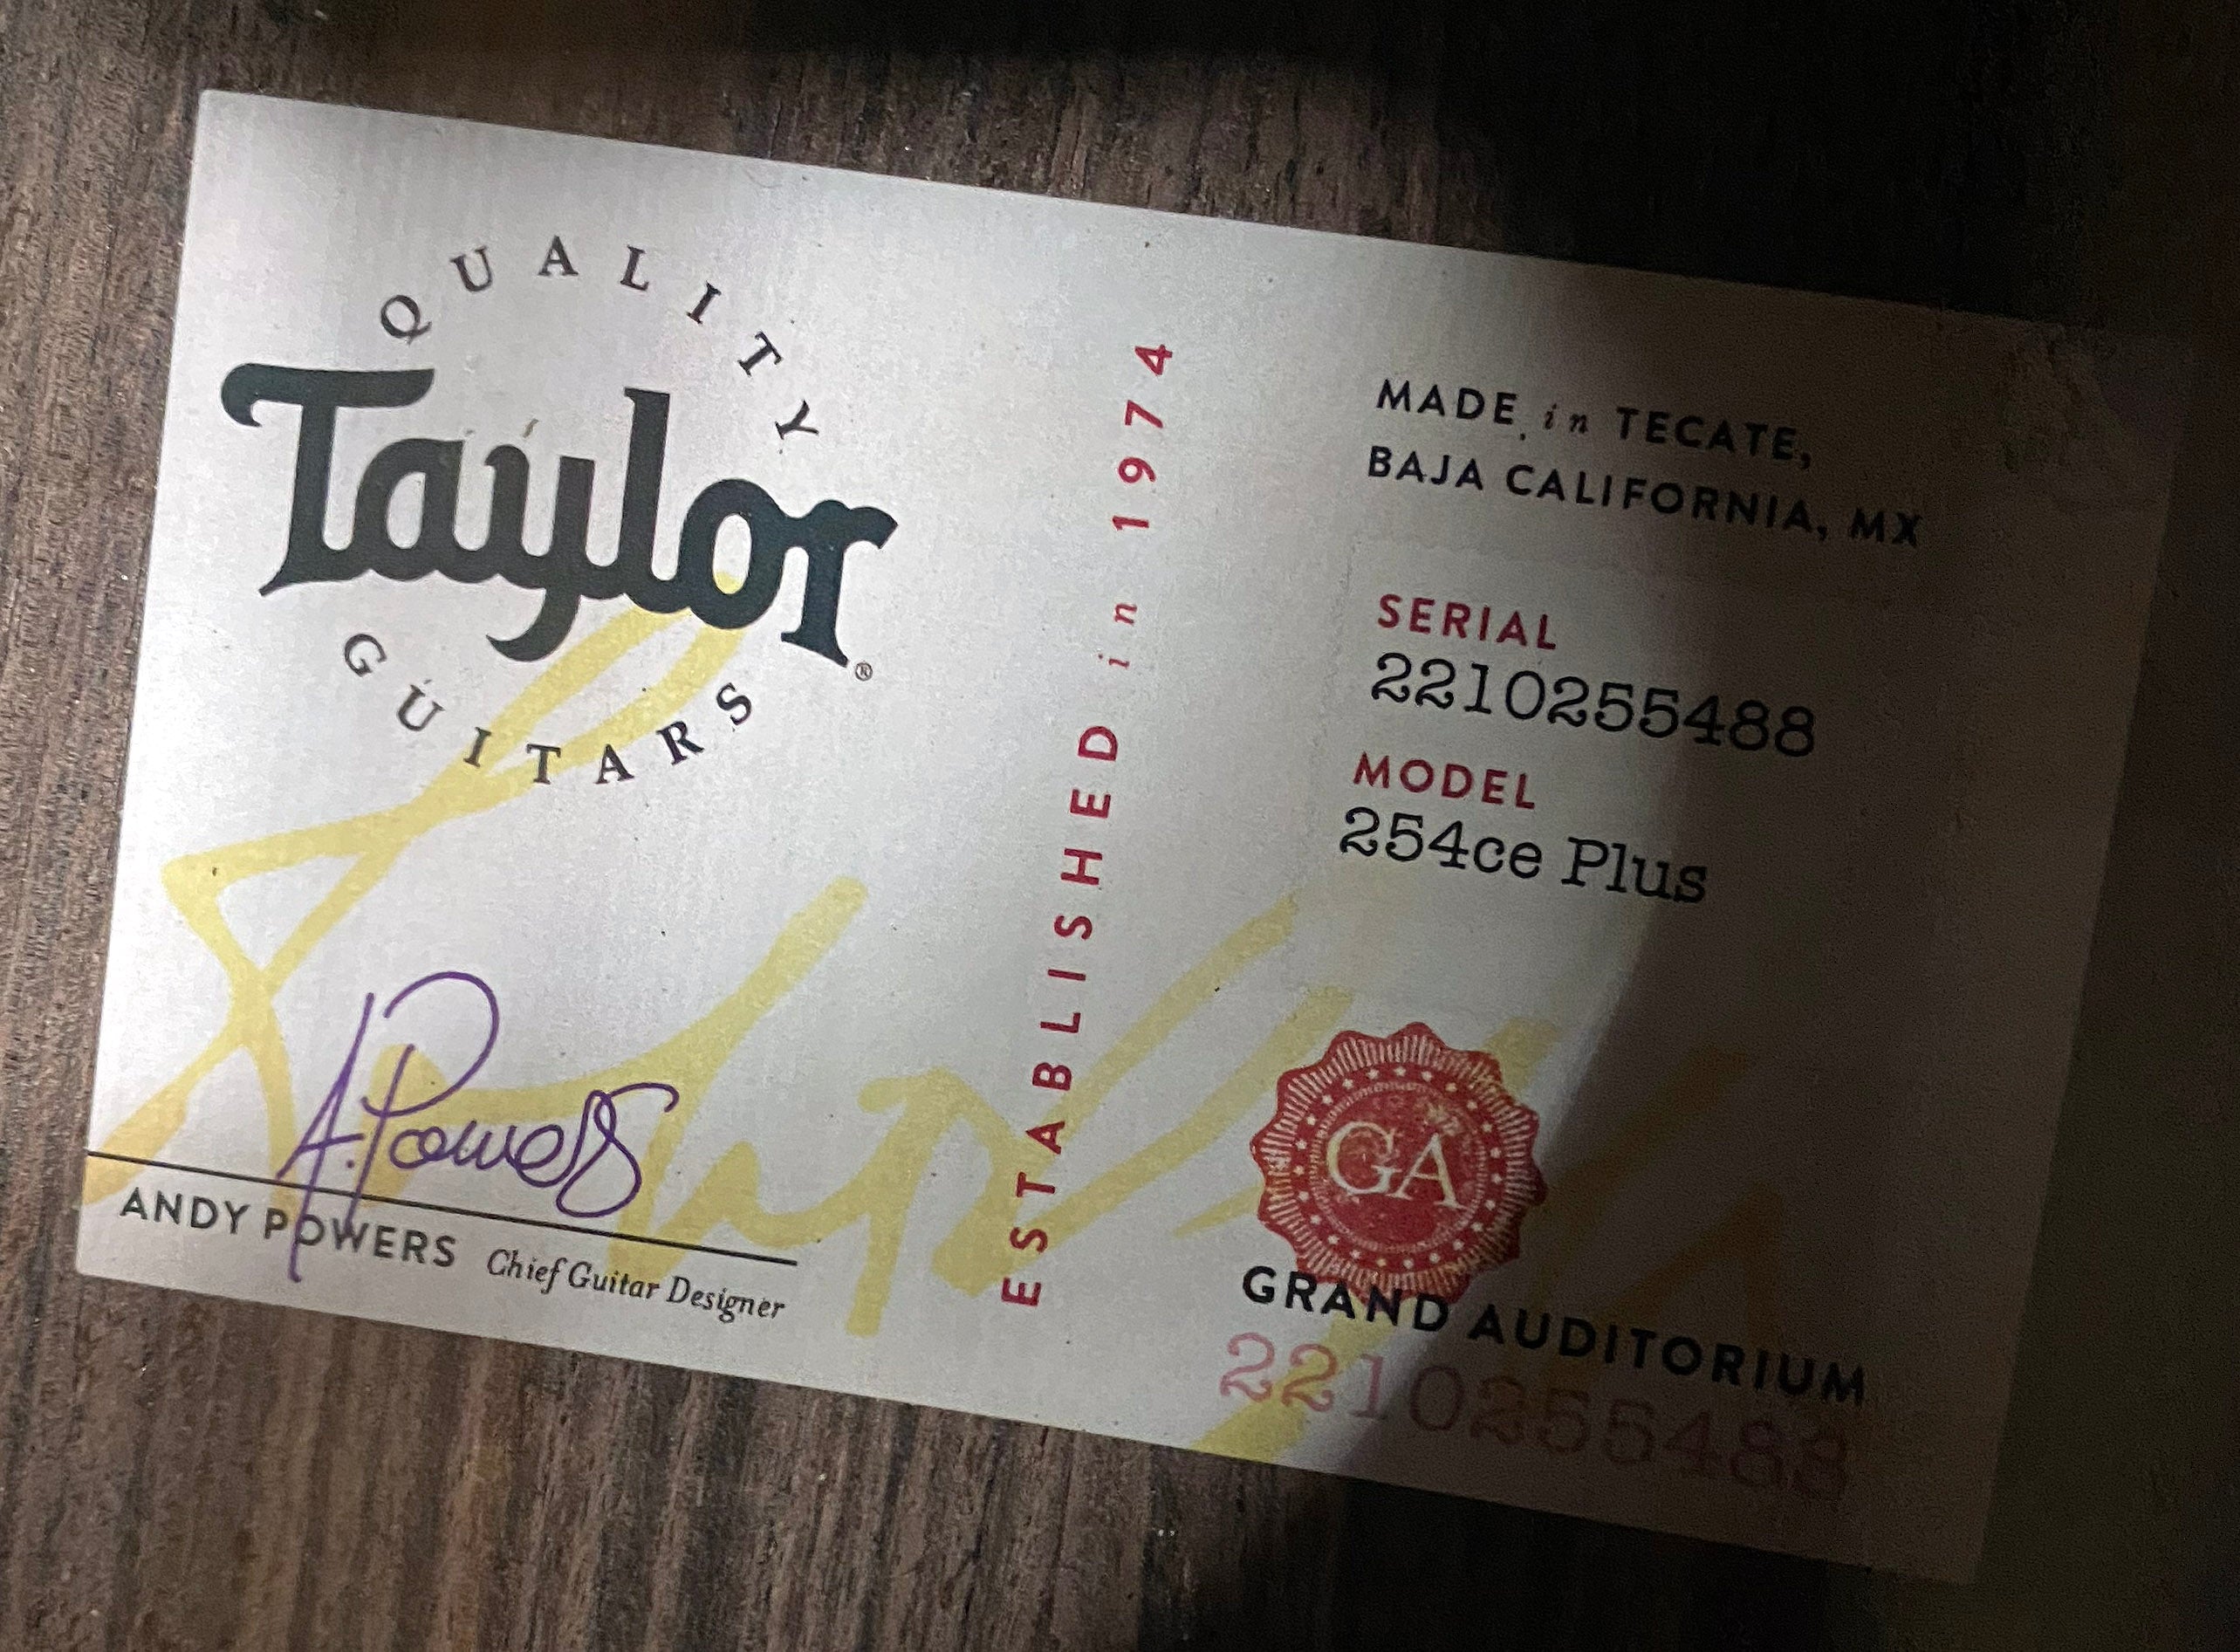 QUALITY
Taylor®
GUITARS
A. Powers
ANDY POWERS Chief Guitar Designer
ESTABLISHED in 1974
MADE in TECATE,
BAJA CALIFORNIA, MX
SERIAL
2210255488
MODEL
254ce Plus
GA
GRAND AUDITORIUM
2210255488